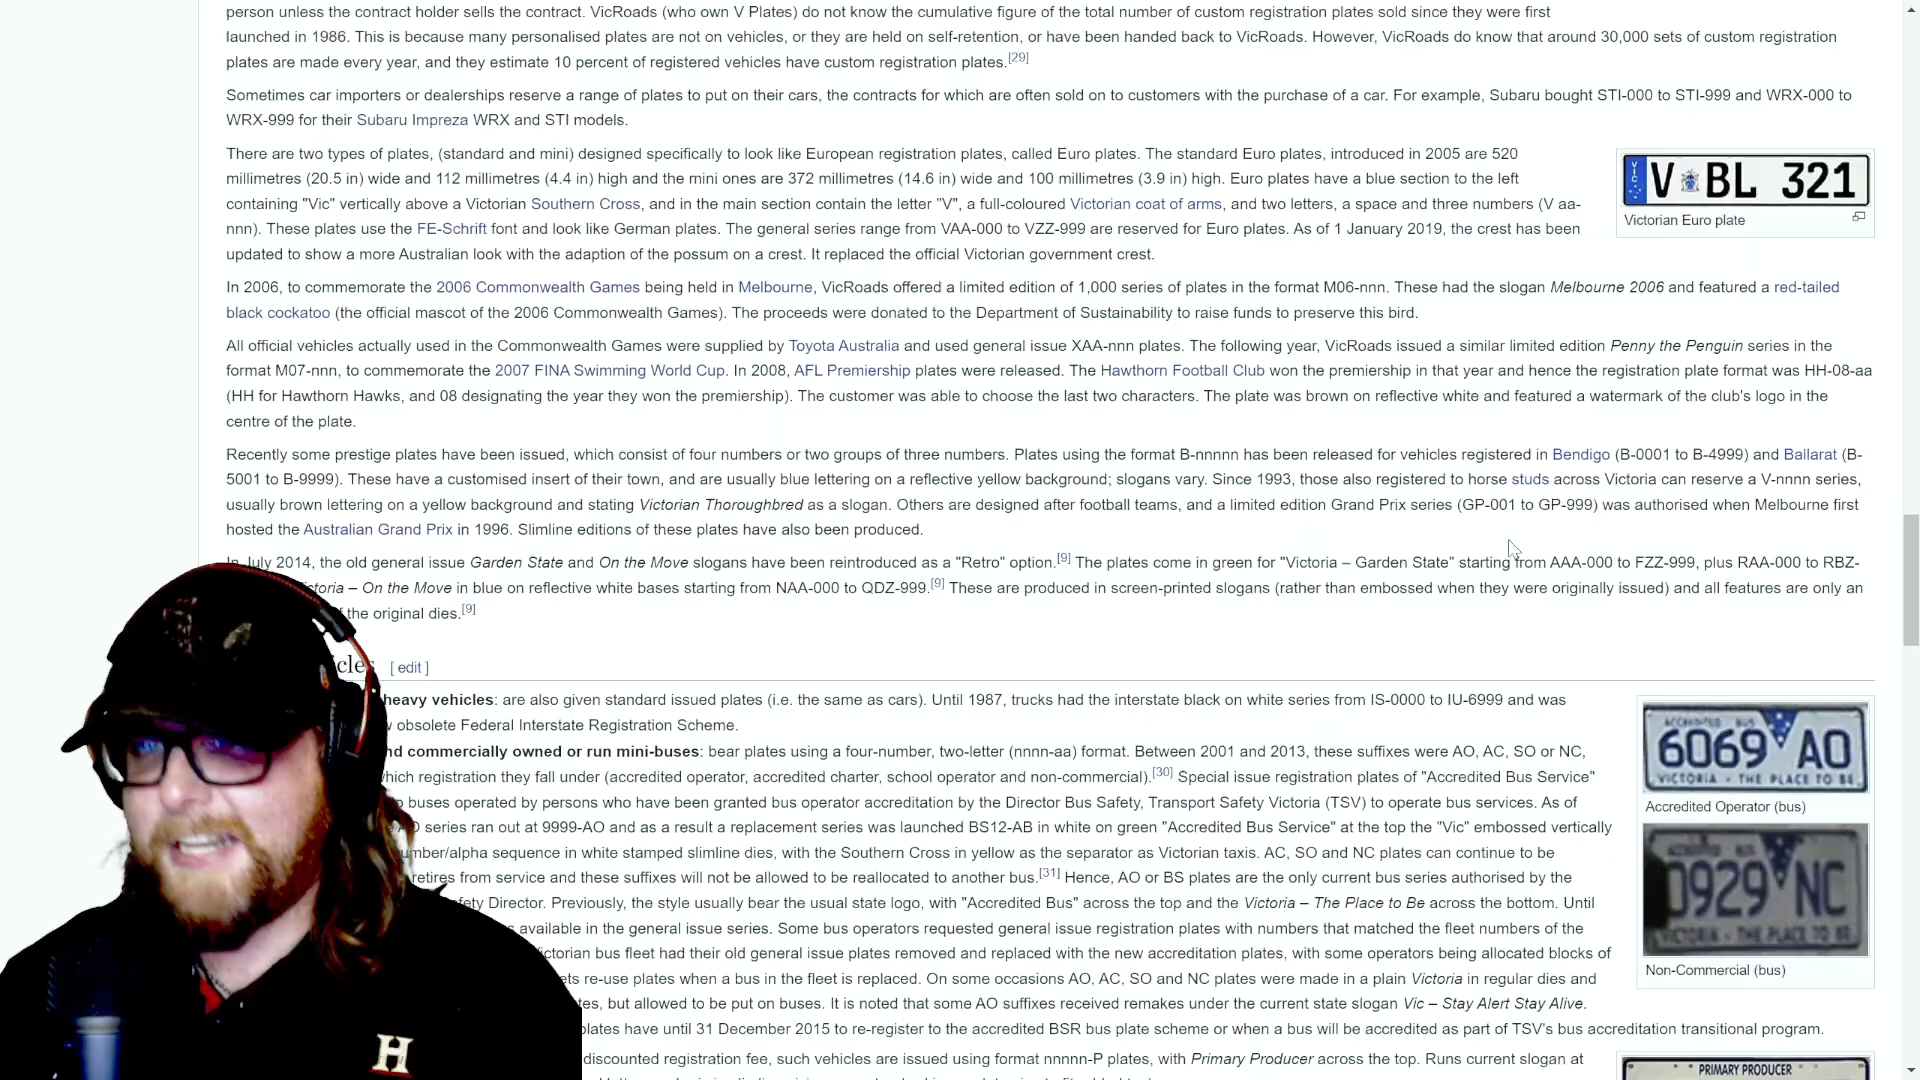 person unless the contract holder sells the contract. VicRoads (who own V Plates) do not know the cumulative figure of the total number of custom registration plates sold since they were first
launched in 1986. This is because many personalised plates are not on vehicles, or they are held on self-retention, or have been handed back to VicRoads. However, VicRoads do know that around 30,000 sets of custom registration
plates are made every year, and they estimate 10 percent of registered vehicles have custom registration plates.[29]
Sometimes car importers or dealerships reserve a range of plates to put on their cars, the contracts for which are often sold on to customers with the purchase of a car. For example, Subaru bought STI-000 to STI-999 and WRX-000 to
WRX-999 for their Subaru Impreza WRX and STI models.
There are two types of plates, (standard and mini) designed specifically to look like European registration plates, called Euro plates. The standard Euro plates, introduced in 2005 are 520
millimetres (20.5 in) wide and 112 millimetres (4.4 in) high and the mini ones are 372 millimetres (14.6 in) wide and 100 millimetres (3.9 in) high. Euro plates have a blue section to the left
containing "Vic" vertically above a Victorian Southern Cross, and in the main section contain the letter "V", a full-coloured Victorian coat of arms, and two letters, a space and three numbers (V aa-
nnn). These plates use the FE-Schrift font and look like German plates. The general series range from VAA-000 to VZZ-999 are reserved for Euro plates. As of 1 January 2019, the crest has been
updated to show a more Australian look with the adaption of the possum on a crest. It replaced the official Victorian government crest.
VIC V BL 321
Victorian Euro plate
In 2006, to commemorate the 2006 Commonwealth Games being held in Melbourne, VicRoads offered a limited edition of 1,000 series of plates in the format M06-nnn. These had the slogan Melbourne 2006 and featured a red-tailed
black cockatoo (the official mascot of the 2006 Commonwealth Games). The proceeds were donated to the Department of Sustainability to raise funds to preserve this bird.
All official vehicles actually used in the Commonwealth Games were supplied by Toyota Australia and used general issue XAA-nnn plates. The following year, VicRoads issued a similar limited edition Penny the Penguin series in the
format M07-nnn, to commemorate the 2007 FINA Swimming World Cup. In 2008, AFL Premiership plates were released. The Hawthorn Football Club won the premiership in that year and hence the registration plate format was HH-08-aa
(HH for Hawthorn Hawks, and 08 designating the year they won the premiership). The customer was able to choose the last two characters. The plate was brown on reflective white and featured a watermark of the club's logo in the
centre of the plate.
Recently some prestige plates have been issued, which consist of four numbers or two groups of three numbers. Plates using the format B-nnnnn has been released for vehicles registered in Bendigo (B-0001 to B-4999) and Ballarat (B-
5001 to B-9999). These have a customised insert of their town, and are usually blue lettering on a reflective yellow background; slogans vary. Since 1993, those also registered to horse studs across Victoria can reserve a V-nnnn series,
usually brown lettering on a yellow background and stating Victorian Thoroughbred as a slogan. Others are designed after football teams, and a limited edition Grand Prix series (GP-001 to GP-999) was authorised when Melbourne first
hosted the Australian Grand Prix in 1996. Slimline editions of these plates have also been produced.
In July 2014, the old general issue Garden State and On the Move slogans have been reintroduced as a "Retro" option.[9] The plates come in green for "Victoria – Garden State" starting from AAA-000 to FZZ-999, plus RAA-000 to RBZ-
toria – On the Move in blue on reflective white bases starting from NAA-000 to QDZ-999.[9] These are produced in screen-printed slogans (rather than embossed when they were originally issued) and all features are only an
the original dies.[9]
cles [ edit ]
heavy vehicles: are also given standard issued plates (i.e. the same as cars). Until 1987, trucks had the interstate black on white series from IS-0000 to IU-6999 and was
obsolete Federal Interstate Registration Scheme.
nd commercially owned or run mini-buses: bear plates using a four-number, two-letter (nnnn-aa) format. Between 2001 and 2013, these suffixes were AO, AC, SO or NC,
hich registration they fall under (accredited operator, accredited charter, school operator and non-commercial).[30] Special issue registration plates of "Accredited Bus Service"
buses operated by persons who have been granted bus operator accreditation by the Director Bus Safety, Transport Safety Victoria (TSV) to operate bus services. As of
series ran out at 9999-AO and as a result a replacement series was launched BS12-AB in white on green "Accredited Bus Service" at the top the "Vic" embossed vertically
umber/alpha sequence in white stamped slimline dies, with the Southern Cross in yellow as the separator as Victorian taxis. AC, SO and NC plates can continue to be
retires from service and these suffixes will not be allowed to be reallocated to another bus.[31] Hence, AO or BS plates are the only current bus series authorised by the
fety Director. Previously, the style usually bear the usual state logo, with "Accredited Bus" across the top and the Victoria – The Place to Be across the bottom. Until
available in the general issue series. Some bus operators requested general issue registration plates with numbers that matched the fleet numbers of the
ictorian bus fleet had their old general issue plates removed and replaced with the new accreditation plates, with some operators being allocated blocks of
ets re-use plates when a bus in the fleet is replaced. On some occasions AO, AC, SO and NC plates were made in a plain Victoria in regular dies and
tes, but allowed to be put on buses. It is noted that some AO suffixes received remakes under the current state slogan Vic – Stay Alert Stay Alive.
plates have until 31 December 2015 to re-register to the accredited BSR bus plate scheme or when a bus will be accredited as part of TSV's bus accreditation transitional program.
discounted registration fee, such vehicles are issued using format nnnnn-P plates, with Primary Producer across the top. Runs current slogan at
ACCREDITED BUS
6069 AO
VICTORIA - THE PLACE TO BE
Accredited Operator (bus)
0929 NC
VICTORIA - THE PLACE TO BE
Non-Commercial (bus)
PRIMARY PRODUCER
H